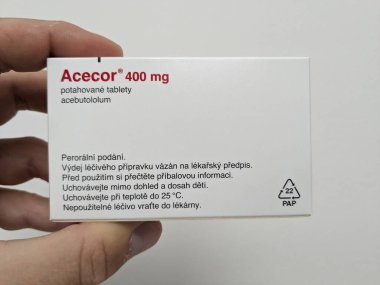 Acecor® 400 mg
potahované tablety
acebutololum
Perorální podání.
Výdej léčivého přípravku vázán na lékařský předpis.
Před použitím si přečtěte příbalovou informaci.
Uchovávejte mimo dohled a dosah dětí.
Uchovávejte při teplotě do 25 °C.
Nepoužitelné léčivo vraťte do lékárny.
22
PAP